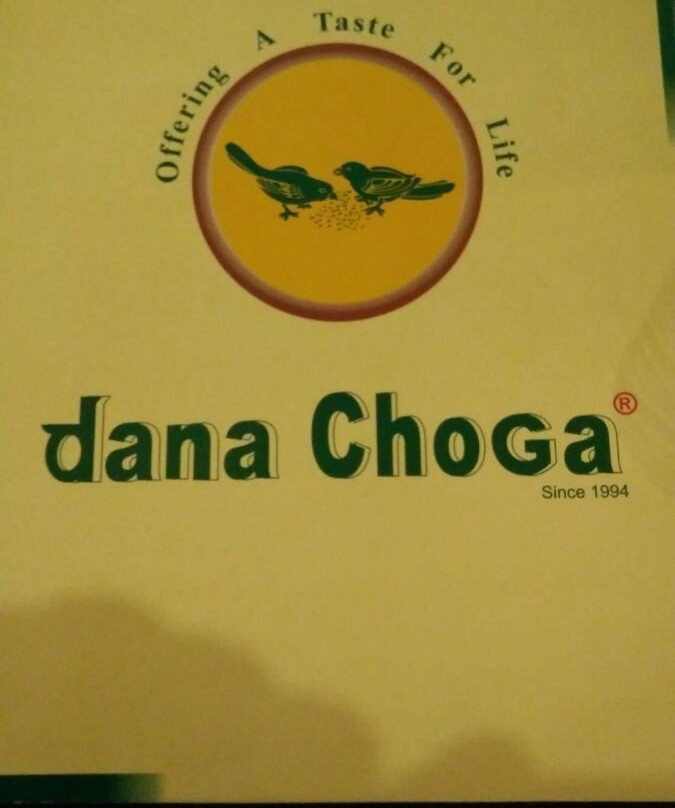 Offering A Taste For Life
dana ChoGa®
Since 1994